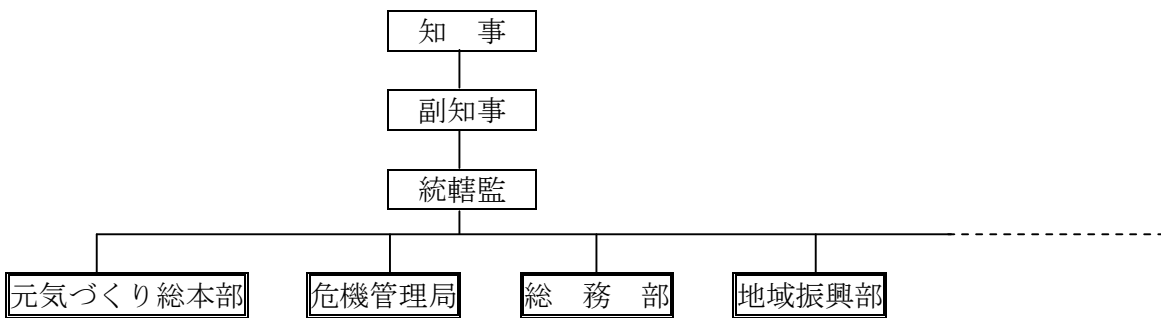 知　事
副知事
統轄監
元気づくり総本部
危機管理局
総　務　部
地域振興部